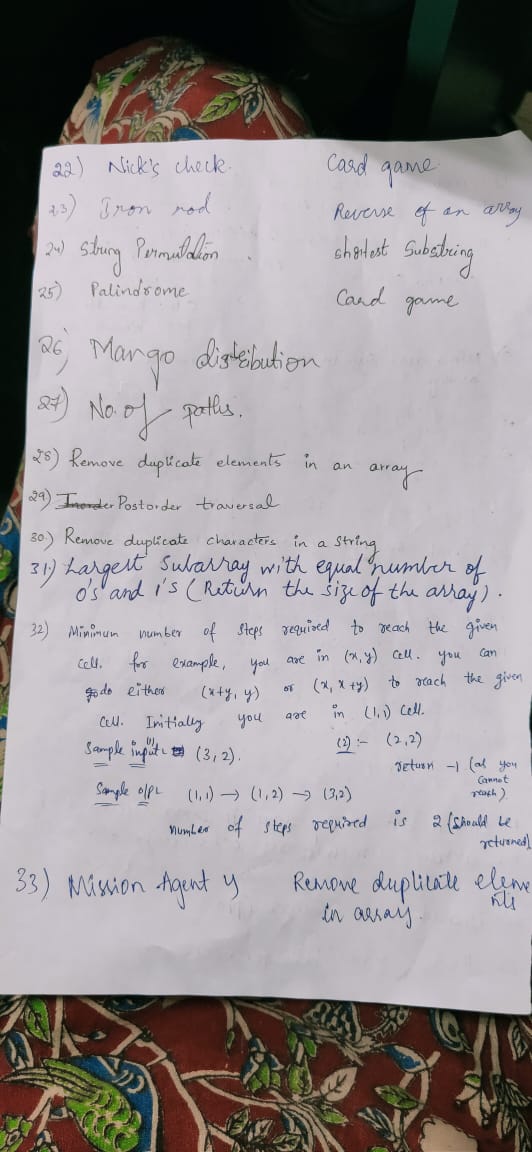 22) Nick's check. Card game
23) Iron rod Reverse of an array
24) String Permutation shortest Substring
25) Palindrome Card game
26) Mango distribution
27) No. of paths.
28) Remove duplicate elements in an array
29) Inorder Postorder traversal
30) Remove duplicate characters in a string
31) Largest subarray with equal number of
0's and 1's (Return the size of the array).
32) Minimum number of steps required to reach the given
cell. for example, you are in (x,y) cell. you can
go do either (x+y, y) or (x, x+y) to reach the given
cell. Initially you are in (1,1) cell.
Sample input (1) (3,2). (2) :- (2,2)
return -1 (as you
cannot
reach)
Sample o/p (1,1) → (1,2) → (3,2)
number of steps required is 2 (should be
returned)
33) Mission Agent y Remove duplicate eleme
nts
in array.